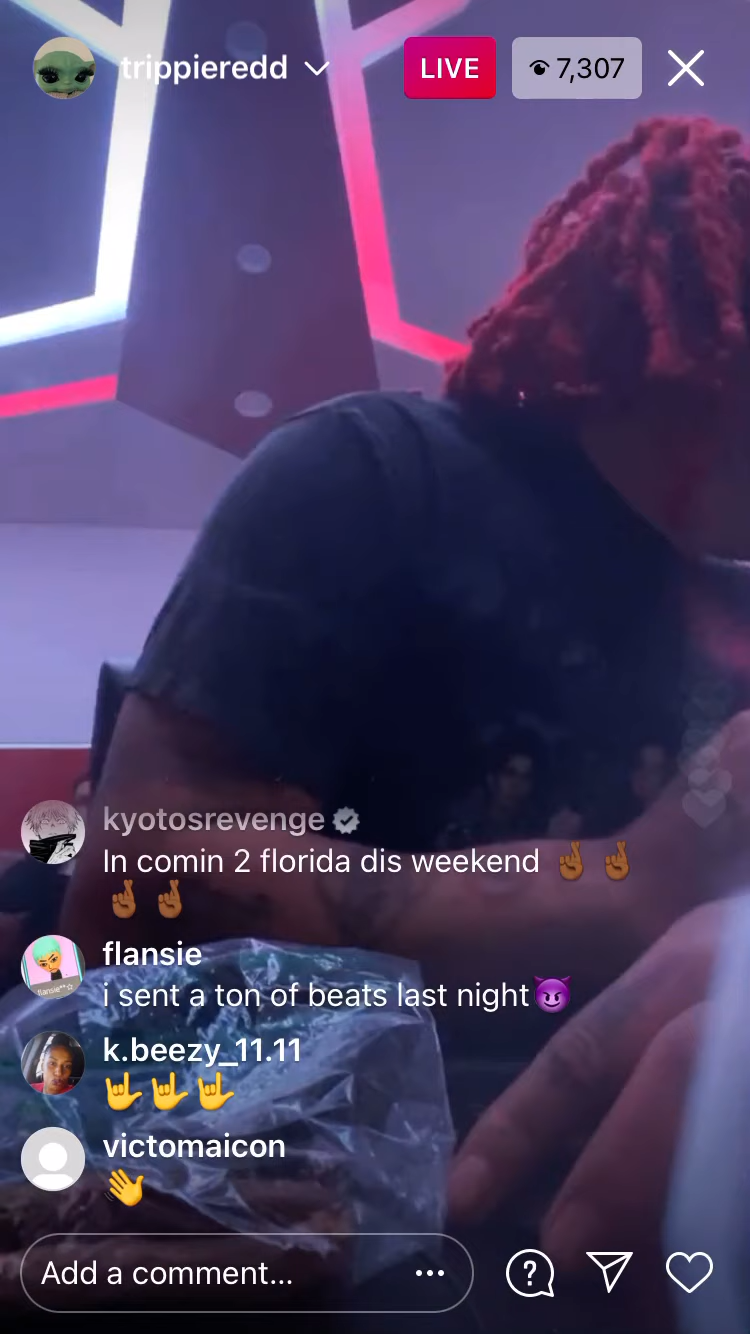 trippieredd
LIVE
7,307
kyotosrevenge
In comin 2 florida dis weekend 🤞🏾 🤞🏾
🤞🏾 🤞🏾
flansie
i sent a ton of beats last night😈
k.beezy_11.11
🤟🤟🤟
victomaicon
👋
Add a comment...